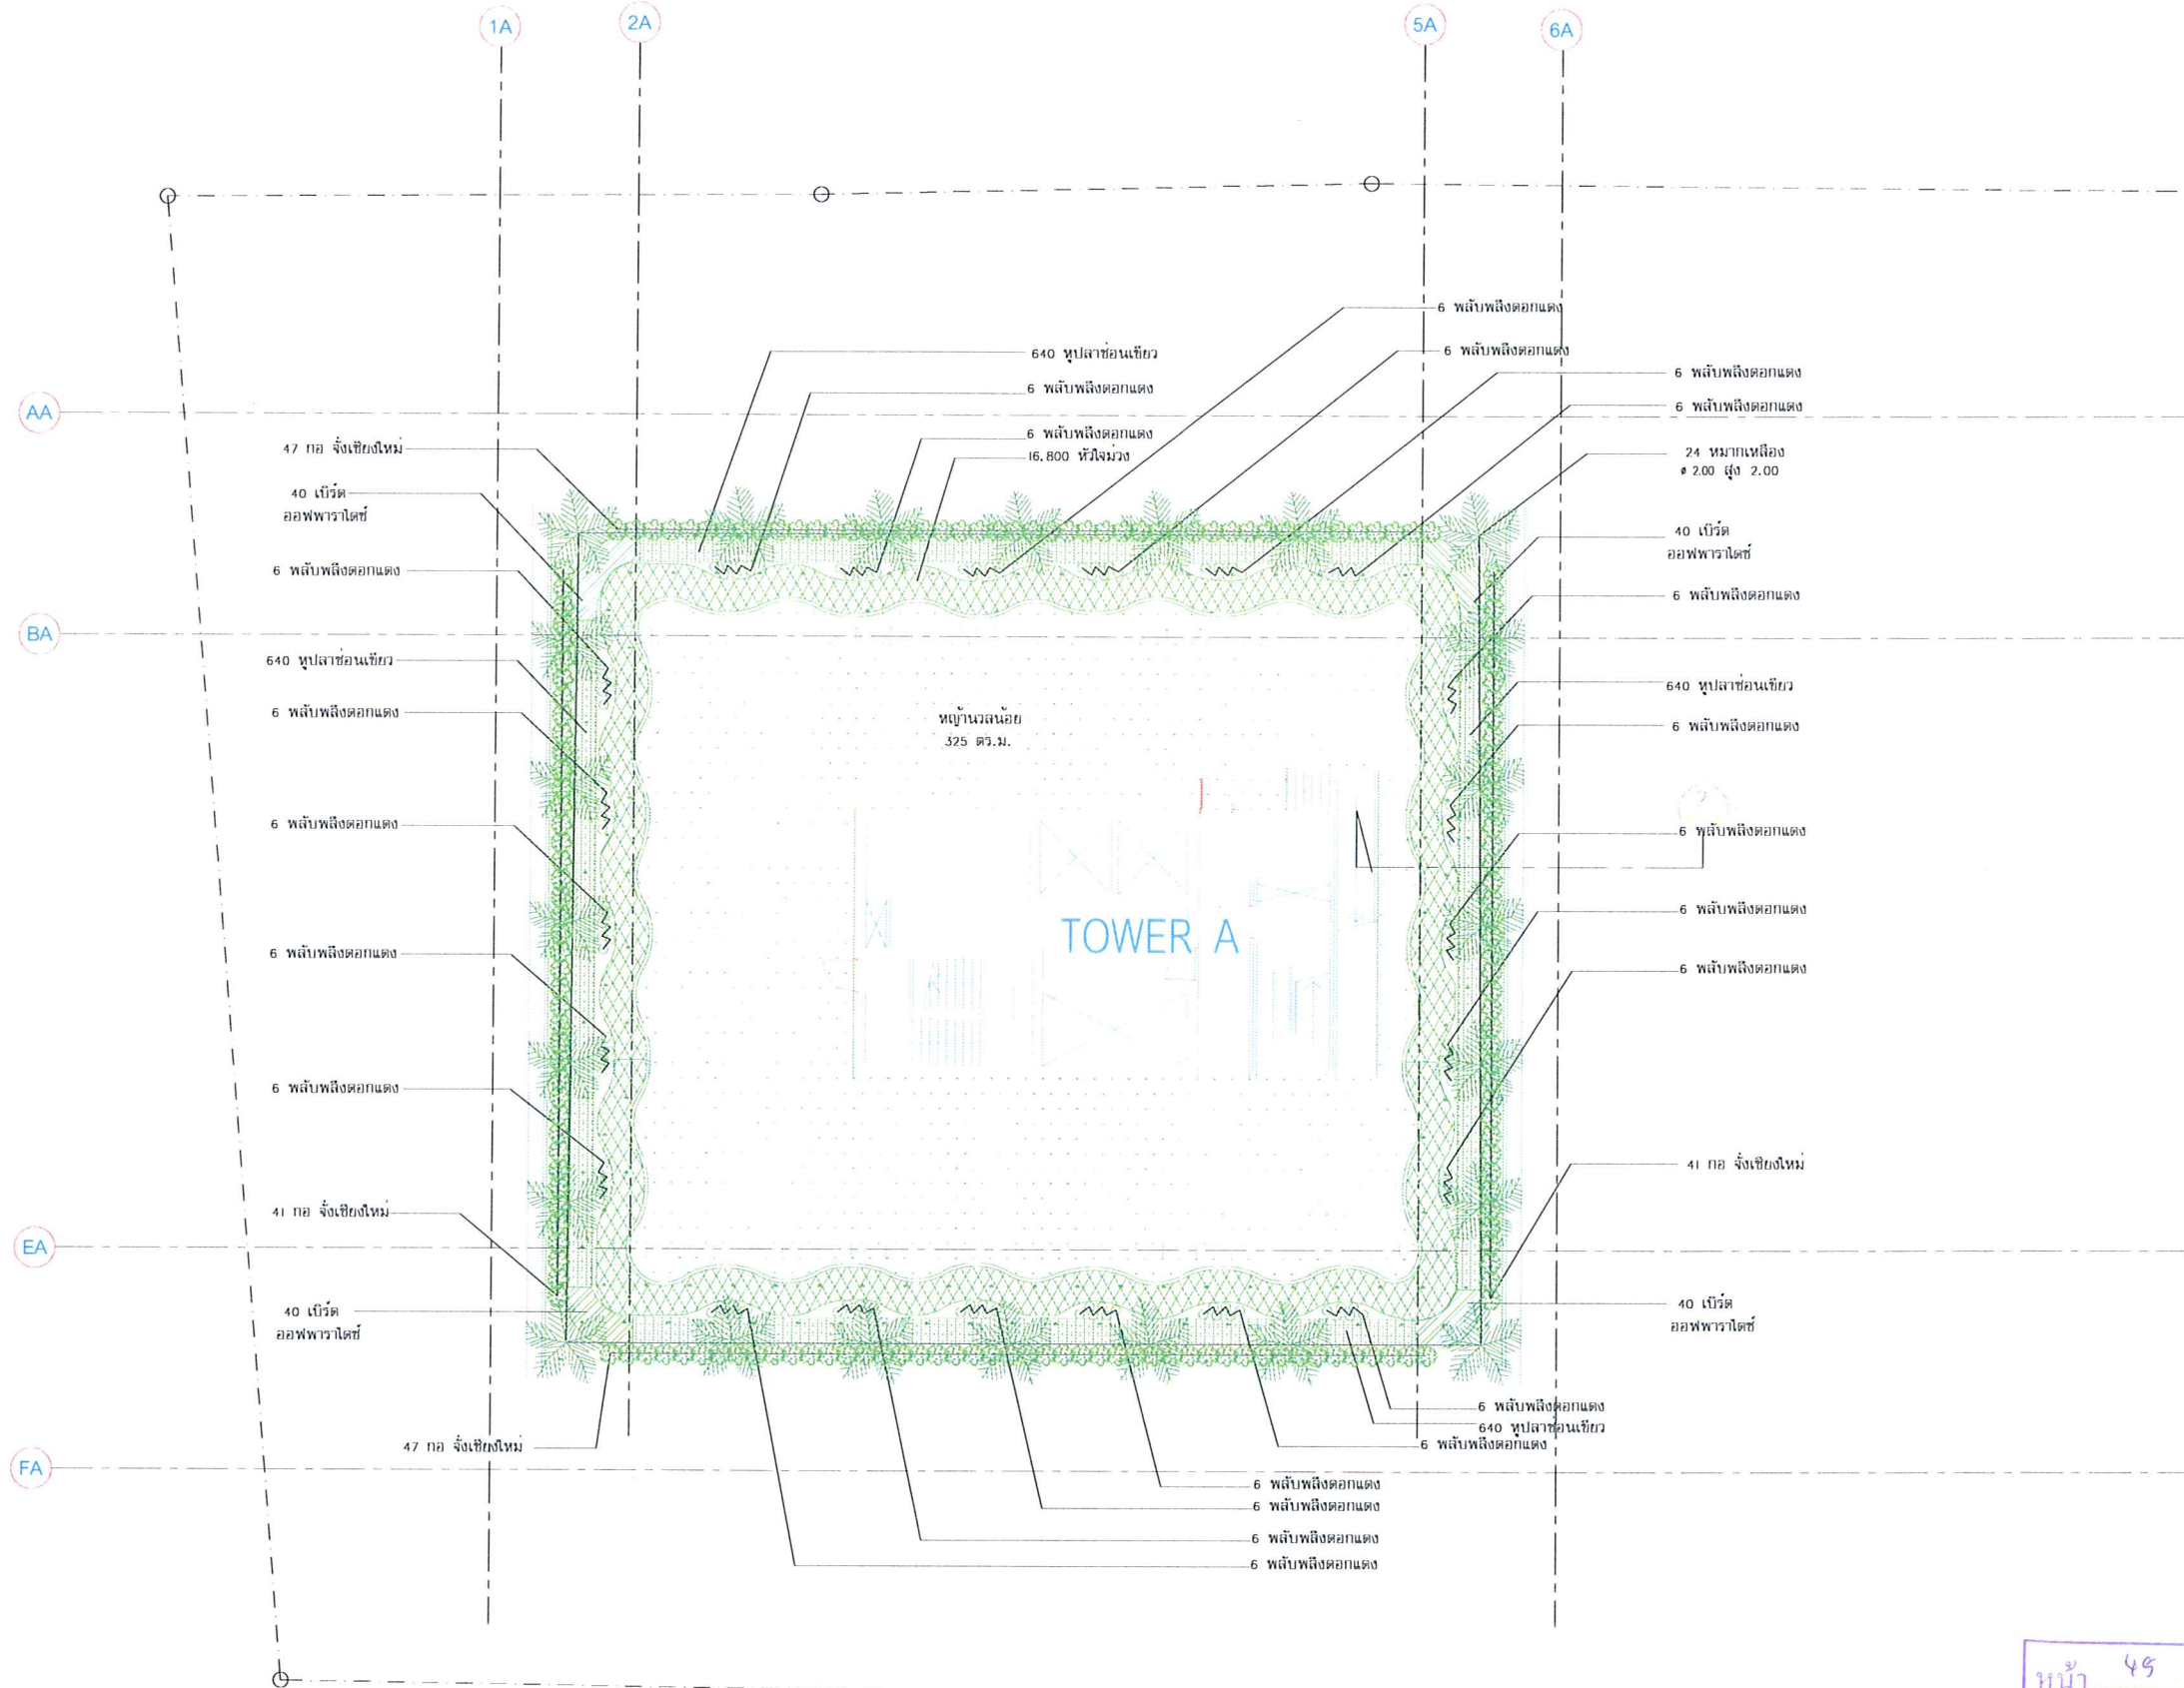 1A
2A
5A
6A
6 พลับพลึงดอกแดง
640 หูปลาช่อนเขียว
6 พลับพลึงดอกแดง
6 พลับพลึงดอกแดง
6 พลับพลึงดอกแดง
6 พลับพลึงดอกแดง
AA
6 พลับพลึงดอกแดง
16,800 หัวใจม่วง
47 กอ จั๋งเชียงใหม่
24 หมากเหลือง
ø 2.00 สูง 2.00
40 เบิร์ด
ออฟพาราไดซ์
40 เบิร์ด
ออฟพาราไดซ์
6 พลับพลึงดอกแดง
6 พลับพลึงดอกแดง
BA
640 หูปลาช่อนเขียว
640 หูปลาช่อนเขียว
6 พลับพลึงดอกแดง
หญ้านวลน้อย
325 ตร.ม.
6 พลับพลึงดอกแดง
6 พลับพลึงดอกแดง
6 พลับพลึงดอกแดง
TOWER A
6 พลับพลึงดอกแดง
6 พลับพลึงดอกแดง
6 พลับพลึงดอกแดง
6 พลับพลึงดอกแดง
41 กอ จั๋งเชียงใหม่
41 กอ จั๋งเชียงใหม่
EA
40 เบิร์ด
ออฟพาราไดซ์
40 เบิร์ด
ออฟพาราไดซ์
6 พลับพลึงดอกแดง
640 หูปลาช่อนเขียว
6 พลับพลึงดอกแดง
47 กอ จั๋งเชียงใหม่
FA
6 พลับพลึงดอกแดง
6 พลับพลึงดอกแดง
6 พลับพลึงดอกแดง
6 พลับพลึงดอกแดง
หน้า